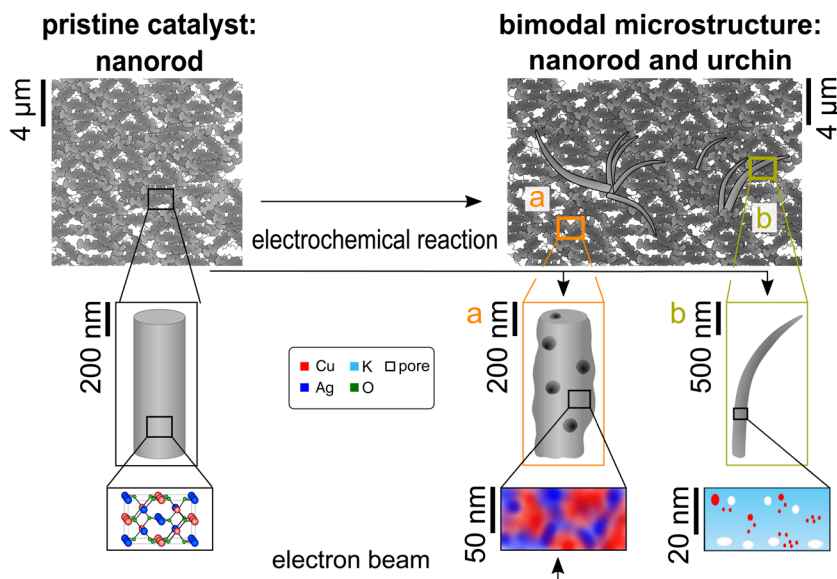 pristine catalyst:
nanorod
bimodal microstructure:
nanorod and urchin
4 µm
4 µm
a
b
electrochemical reaction
200 nm
a
200 nm
b
500 nm
Cu K pore
Ag O
50 nm
20 nm
electron beam